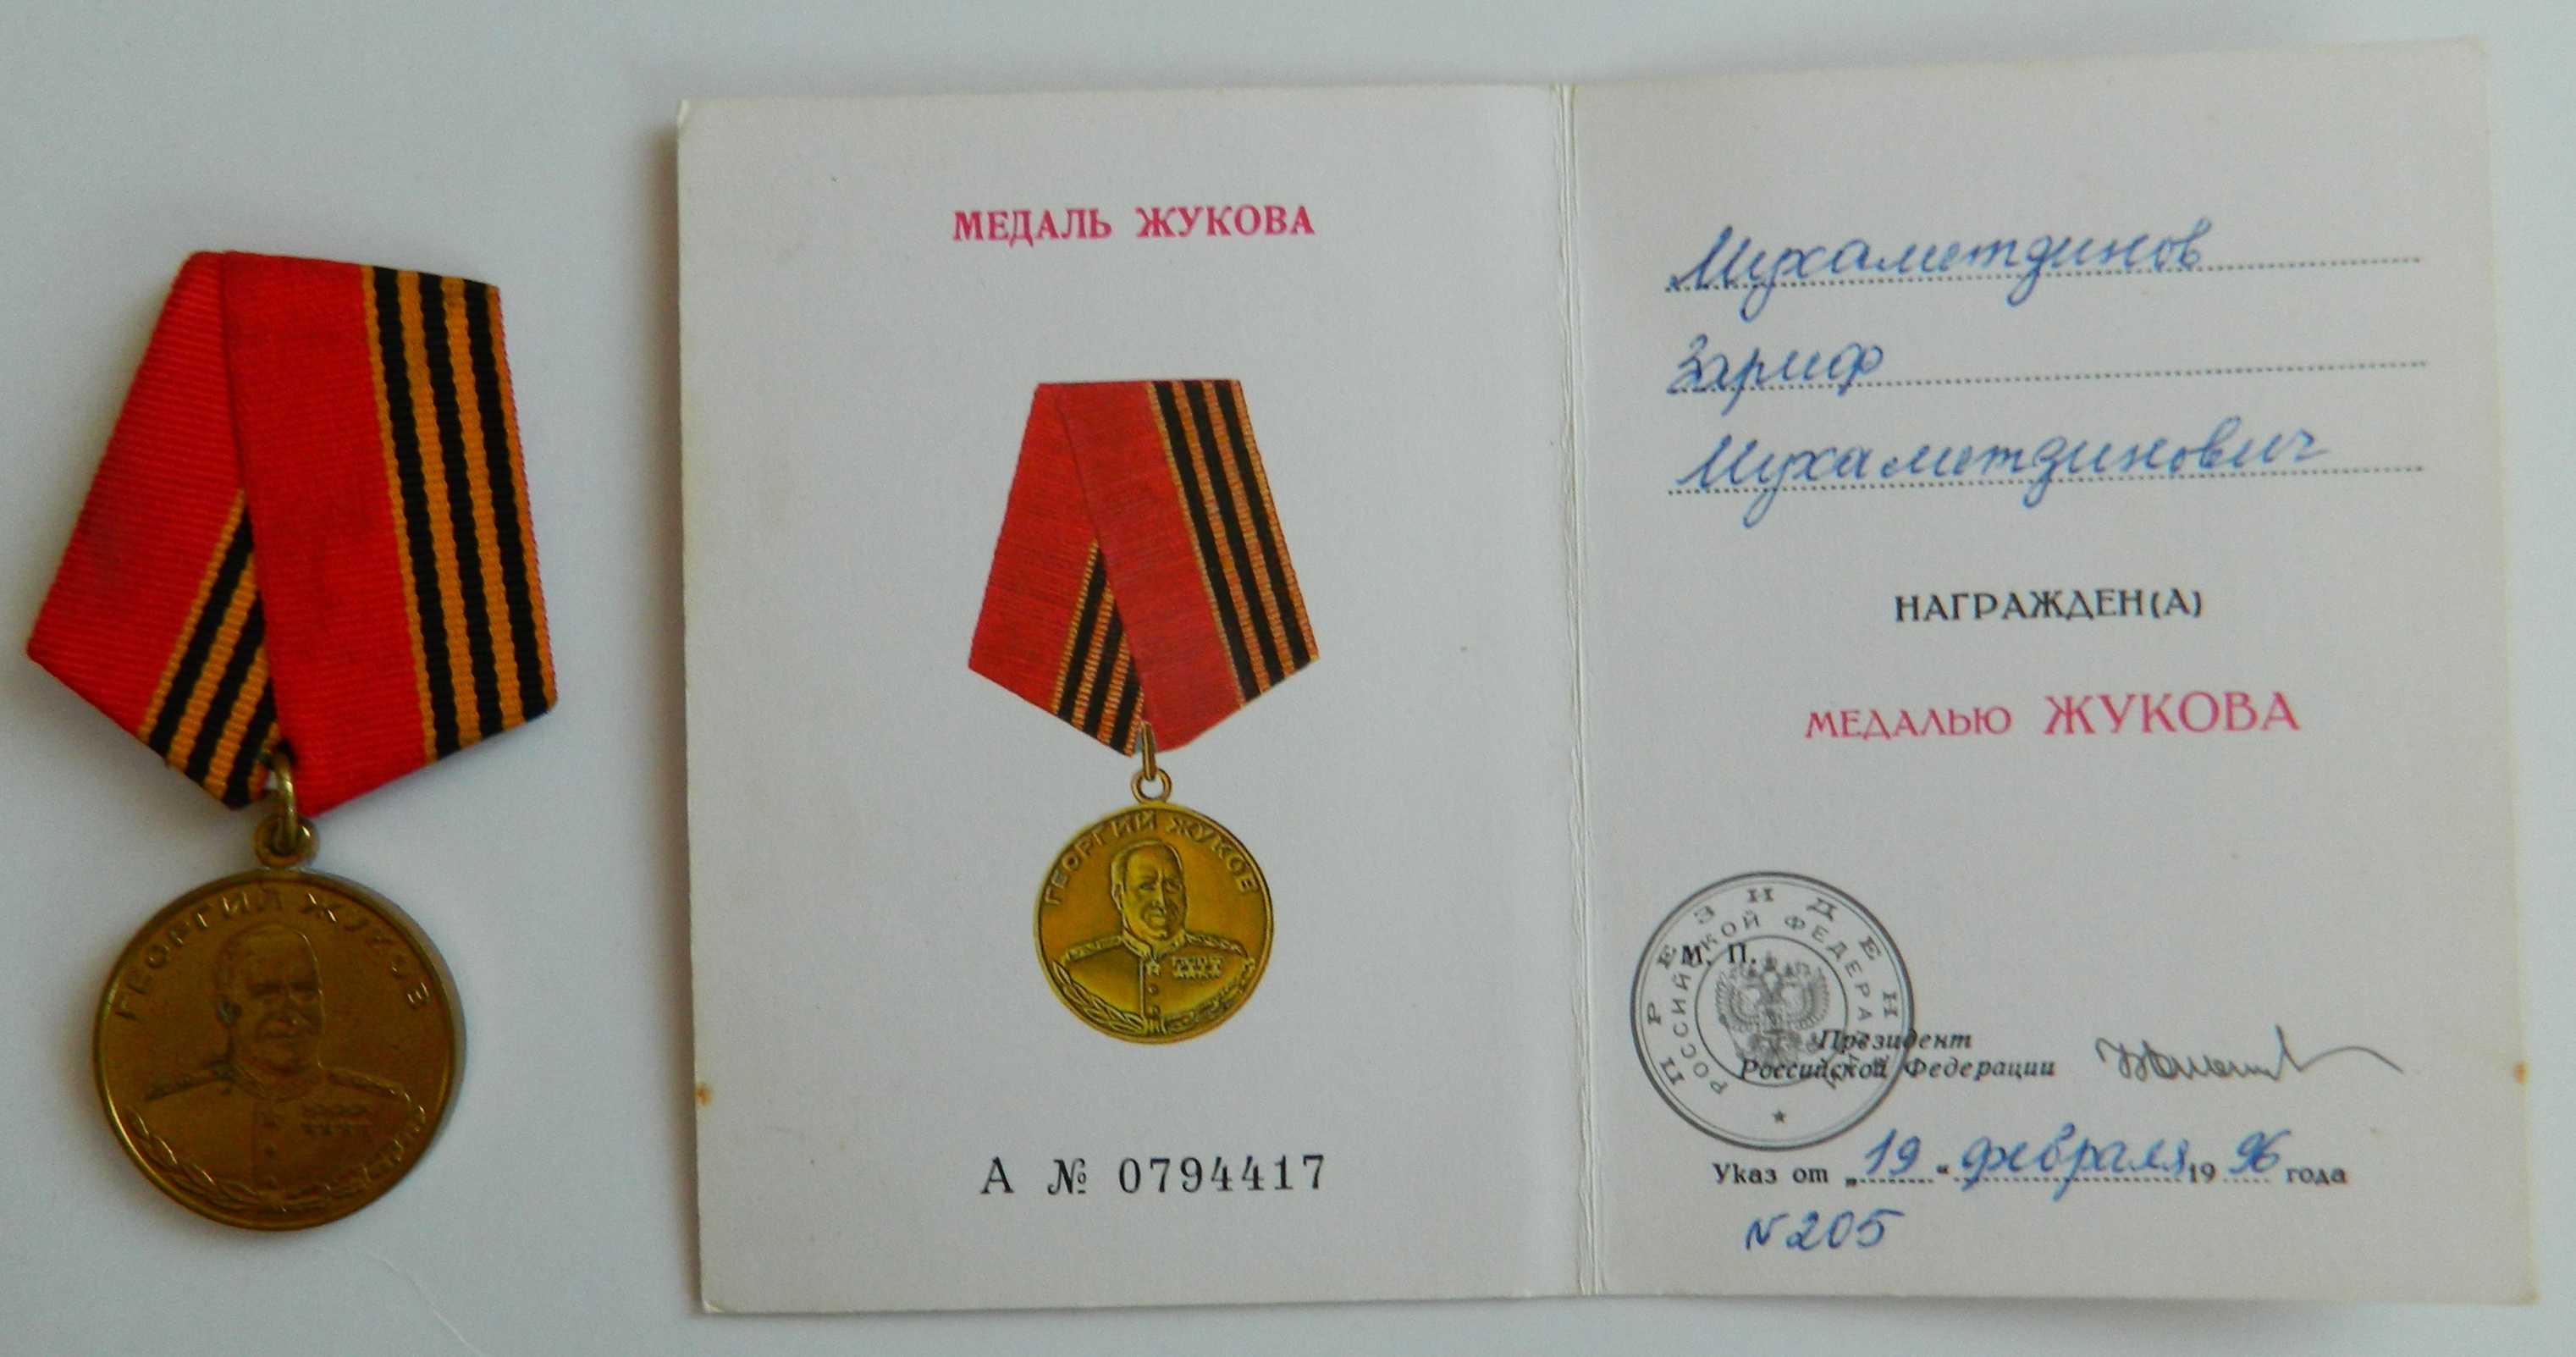 ГЕОРГИЙ ЖУКОВ
МЕДАЛЬ ЖУКОВА
ГЕОРГИЙ ЖУКОВ
А № 0794417
Мухаметдинов
Зариф
Мухаметдинович
НАГРАЖДЕН(А)
МЕДАЛЬЮ ЖУКОВА
ПРЕЗИДЕНТ
РОССИЙСКОЙ ФЕДЕРАЦИИ
М. П.
Президент
Российской Федерации
Указ от „19“ февраля 1996 года
N 205